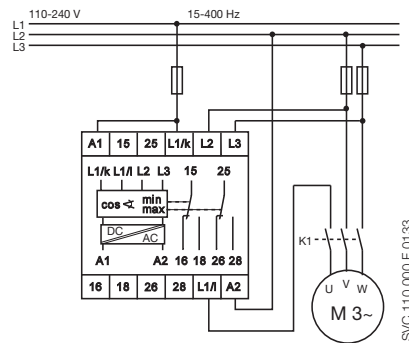 110-240 V 15-400 Hz
L1
L2
L3
A1 15 25 L1/k L2 L3
L1/k L1/l L2 L3 15 25
cos ∢ min
max
DC
AC
A1 A2 16 18 26 28
16 18 26 28 L1/l A2
K1
U V W
M 3~
SVC 110 000 F 0133